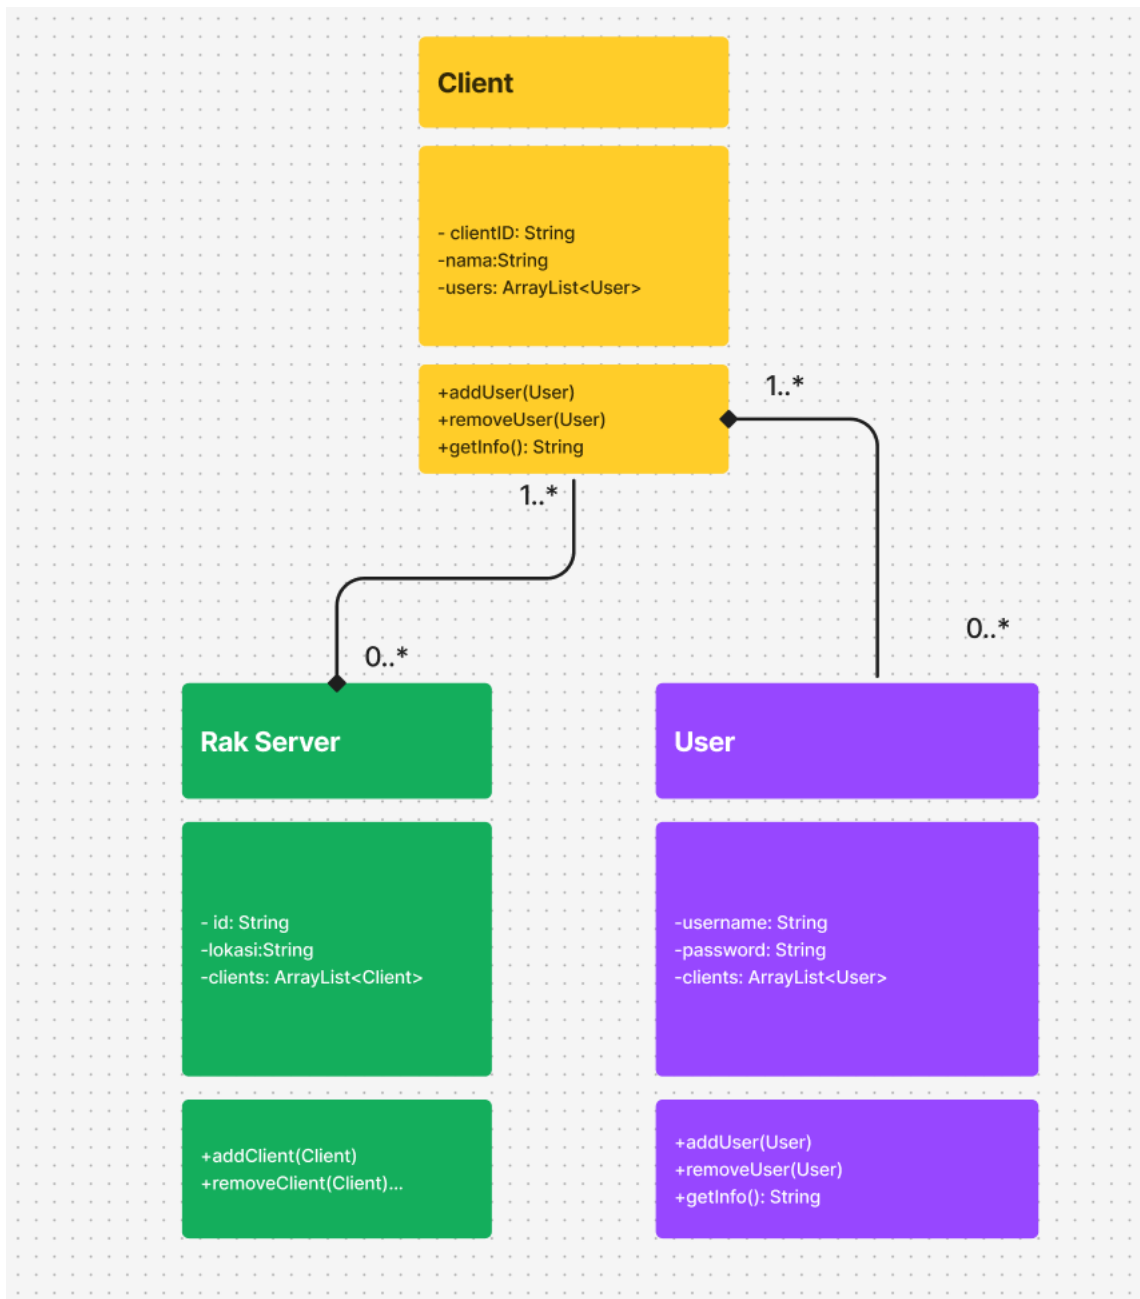 Client
- clientID: String
-nama:String
-users: ArrayList<User>
+addUser(User)
+removeUser(User)
+getInfo(): String
1..*
1..*
0..*
0..*
Rak Server
- id: String
-lokasi:String
-clients: ArrayList<Client>
+addClient(Client)
+removeClient(Client)...
User
-username: String
-password: String
-clients: ArrayList<User>
+addUser(User)
+removeUser(User)
+getInfo(): String